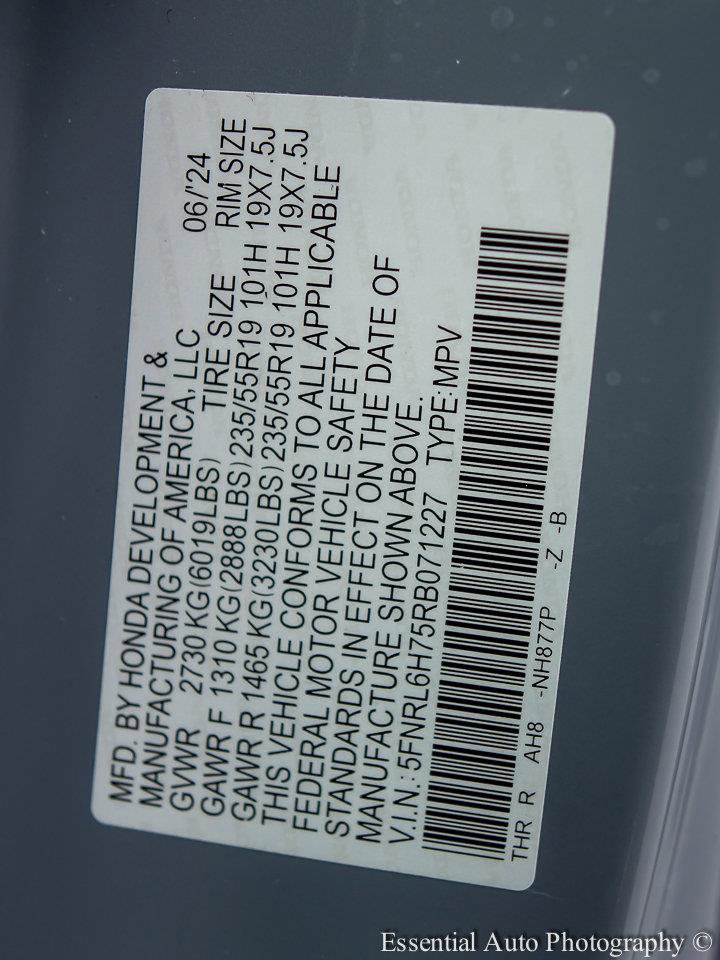 MFD. BY HONDA DEVELOPMENT &
MANUFACTURING OF AMERICA, LLC 06/'24
GVWR 2730 KG(6019LBS) TIRE SIZE RIM SIZE
GAWR F 1310 KG(2888LBS)235/55R19 101H 19X7.5J
GAWR R 1465 KG(3230LBS)235/55R19 101H 19X7.5J
THIS VEHICLE CONFORMS TO ALL APPLICABLE
FEDERAL MOTOR VEHICLE SAFETY
STANDARDS IN EFFECT ON THE DATE OF
MANUFACTURE SHOWN ABOVE.
V.I.N.: 5FNRL6H75RB071227 TYPE:MPV
THR R AH8 -NH877P -Z -B
Essential Auto Photography ©